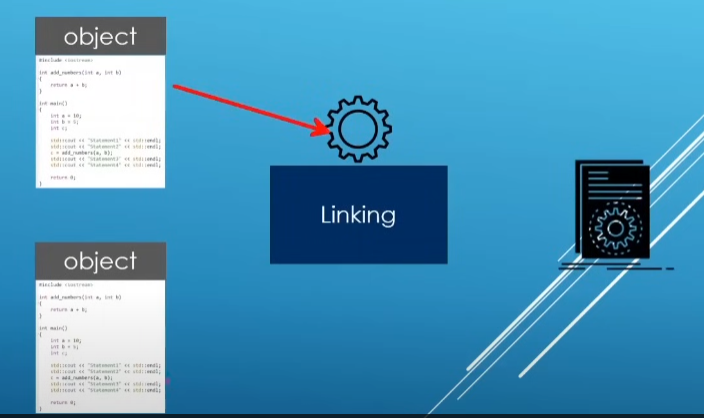 object
#include <iostream>
int add_numbers(int a, int b)
{
return a + b;
}
int main()
{
int a = 10;
int b = 5;
int c;
std::cout << "Statement1" << std::endl;
std::cout << "Statement2" << std::endl;
c = add_numbers(a, b);
std::cout << "Statement3" << std::endl;
std::cout << "Statement4" << std::endl;
return 0;
}
Linking
object
#include <iostream>
int add_numbers(int a, int b)
{
return a + b;
}
int main()
{
int a = 10;
int b = 5;
int c;
std::cout << "Statement1" << std::endl;
std::cout << "Statement2" << std::endl;
c = add_numbers(a, b);
std::cout << "Statement3" << std::endl;
std::cout << "Statement4" << std::endl;
return 0;
}